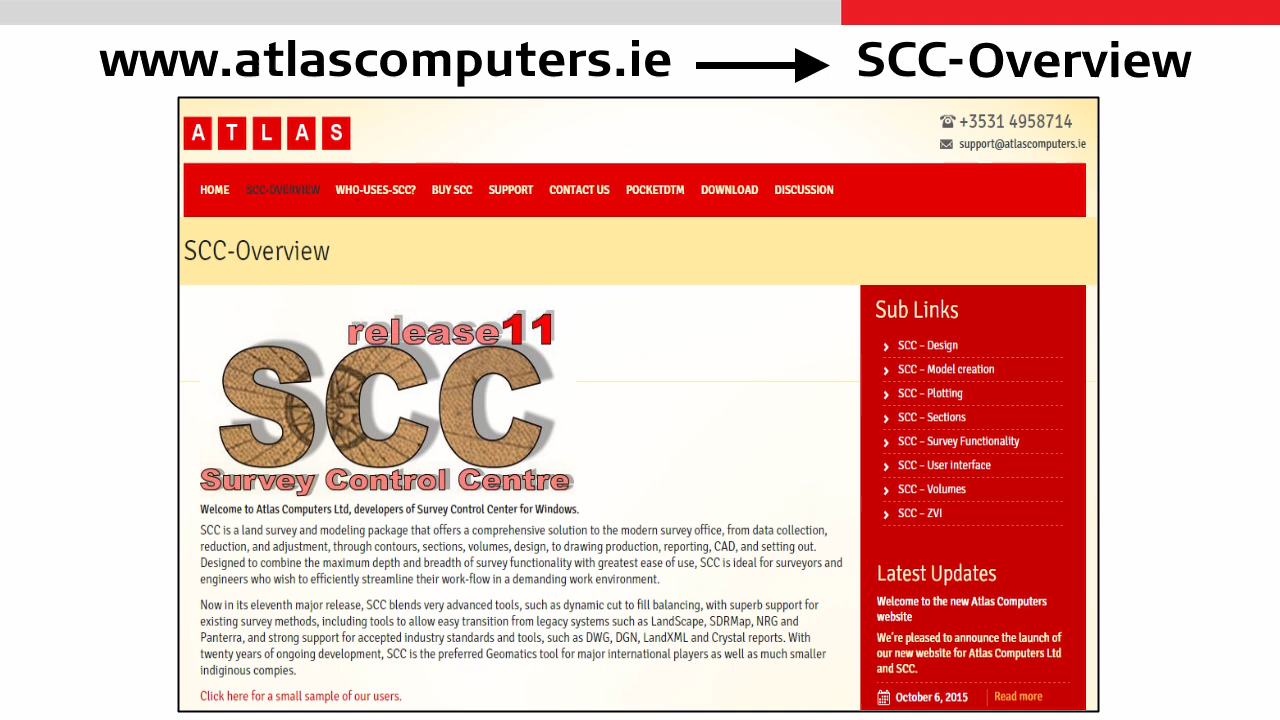 www.atlascomputers.ie SCC-Overview
A T L A S
+3531 4958714
support@atlascomputers.ie
HOME SCC-OVERVIEW WHO-USES-SCC? BUY SCC SUPPORT CONTACT US POCKETDTM DOWNLOAD DISCUSSION
SCC-Overview
release11
SCC
Survey Control Centre
Welcome to Atlas Computers Ltd, developers of Survey Control Center for Windows.
SCC is a land survey and modeling package that offers a comprehensive solution to the modern survey office, from data collection,
reduction, and adjustment, through contours, sections, volumes, design, to drawing production, reporting, CAD, and setting out.
Designed to combine the maximum depth and breadth of survey functionality with greatest ease of use, SCC is ideal for surveyors and
engineers who wish to efficiently streamline their work-flow in a demanding work environment.
Now in its eleventh major release, SCC blends very advanced tools, such as dynamic cut to fill balancing, with superb support for
existing survey methods, including tools to allow easy transition from legacy systems such as LandScape, SDRMap, NRG and
Panterra, and strong support for accepted industry standards and tools, such as DWG, DGN, LandXML and Crystal reports. With
twenty years of ongoing development, SCC is the preferred Geomatics tool for major international players as well as much smaller
indiginous compies.
Click here for a small sample of our users.
Sub Links
SCC – Design
SCC – Model creation
SCC – Plotting
SCC – Sections
SCC – Survey Functionality
SCC – User interface
SCC – Volumes
SCC – ZVI
Latest Updates
Welcome to the new Atlas Computers
website
We're pleased to announce the launch of
our new website for Atlas Computers Ltd
and SCC.
October 6, 2015 Read more